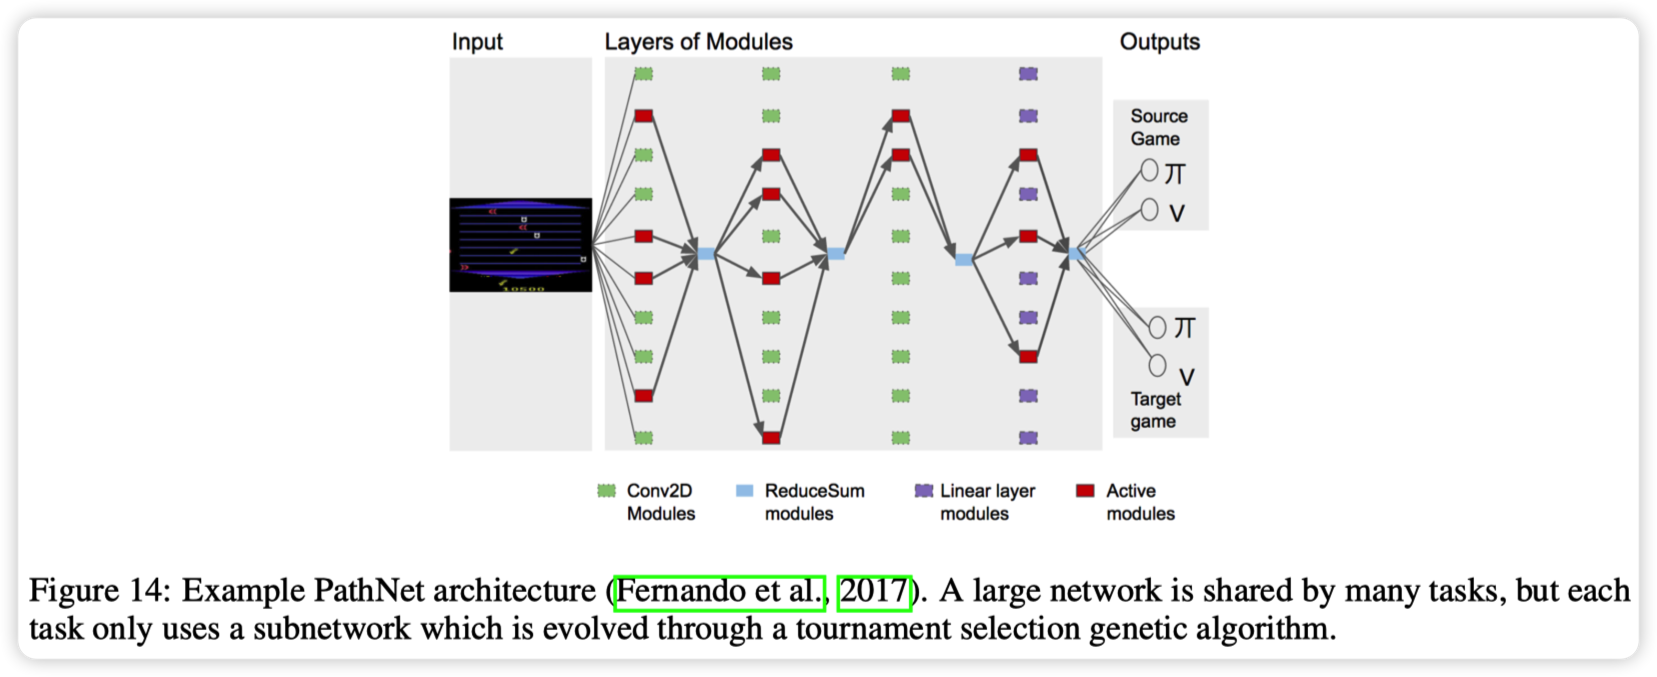 Input
Layers of Modules
Outputs
Source
Game
π
V
10500
π
V
Target
game
Conv2D
Modules
ReduceSum
modules
Linear layer
modules
Active
modules
Figure 14: Example PathNet architecture (Fernando et al., 2017). A large network is shared by many tasks, but each
task only uses a subnetwork which is evolved through a tournament selection genetic algorithm.